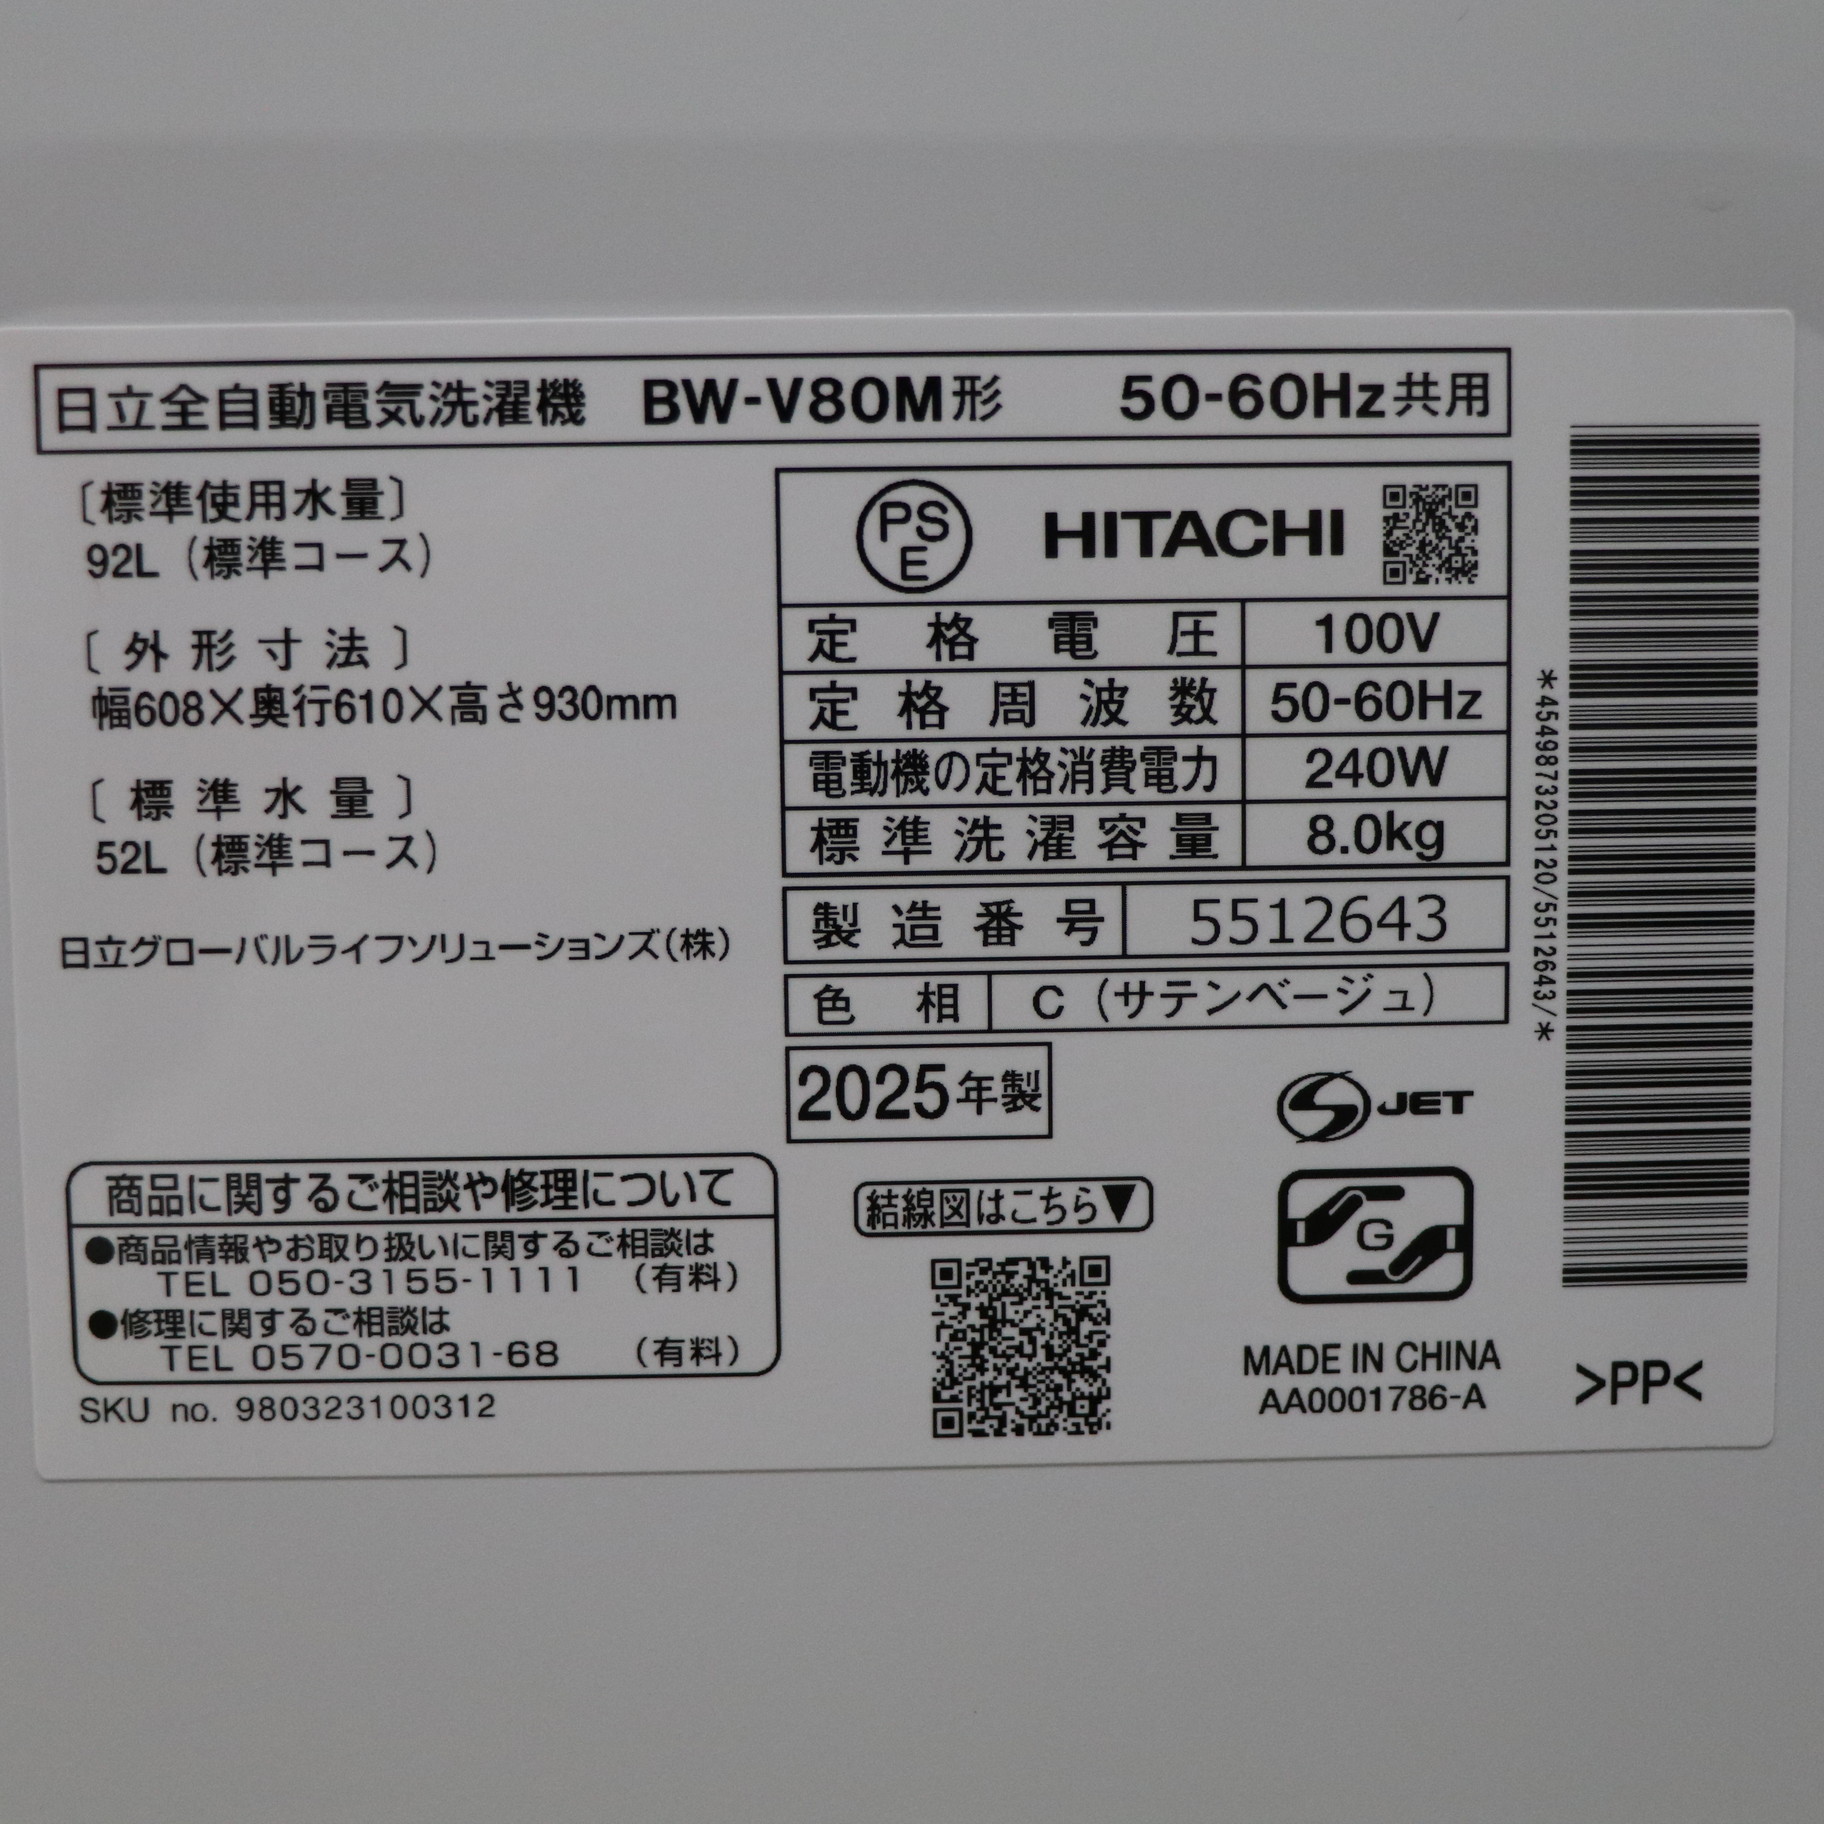 日立全自動電気洗濯機 BW-V80M形 50-60Hz共用
〔標準使用水量〕
92L（標準コース）
〔外形寸法〕
幅608×奥行610×高さ930mm
〔標準水量〕
52L（標準コース）
日立グローバルライフソリューションズ(株)
PS
E
HITACHI
定格電圧 100V
定格周波数 50-60Hz
電動機の定格消費電力 240W
標準洗濯容量 8.0kg
製造番号 5512643
色相 C（サテンベージュ）
2025年製
S JET
結線図はこちら▼
G
MADE IN CHINA
AA0001786-A
商品に関するご相談や修理について
●商品情報やお取り扱いに関するご相談は
TEL 050-3155-1111 （有料）
●修理に関するご相談は
TEL 0570-0031-68 （有料）
SKU no. 980323100312
*4549873205120/5512643/*
>PP<